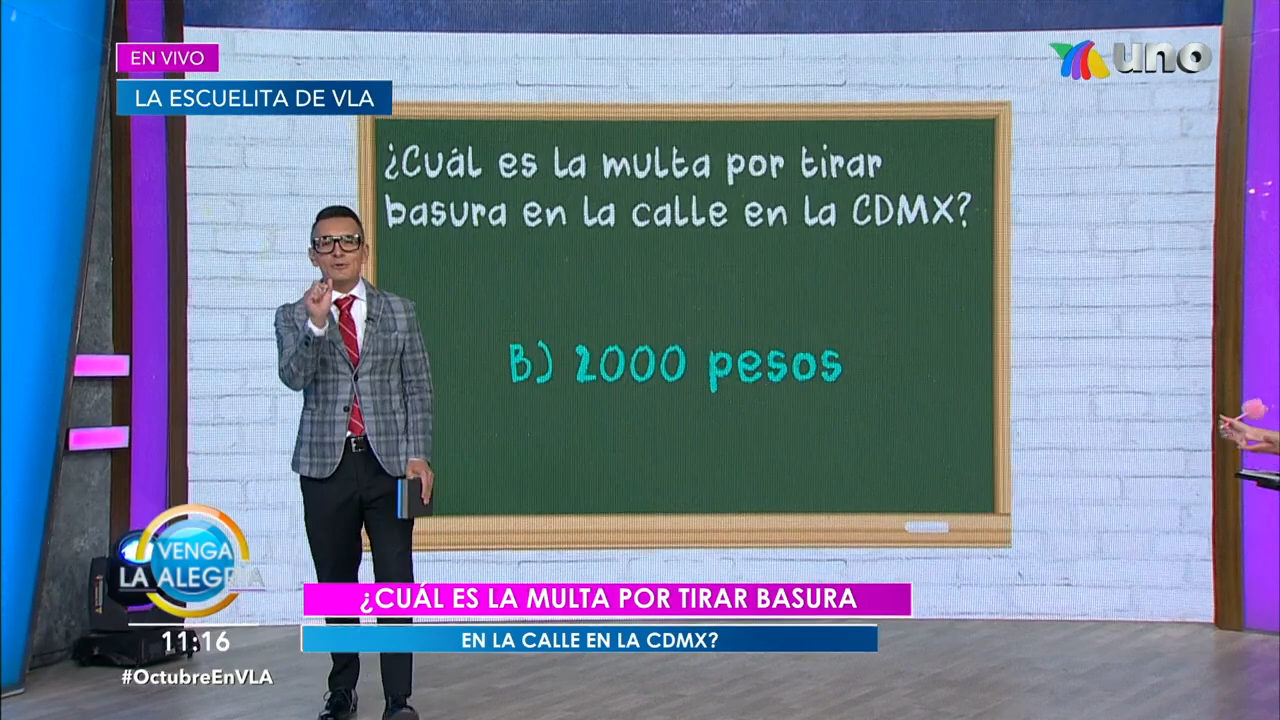 EN VIVO
LA ESCUELITA DE VLA
uno
¿Cuál es la multa por tirar
basura en la calle en la CDMX?
B) 2000 pesos
VENGA
LA ALEGRÍA
¿CUÁL ES LA MULTA POR TIRAR BASURA
EN LA CALLE EN LA CDMX?
11:16
#OctubreEnVLA